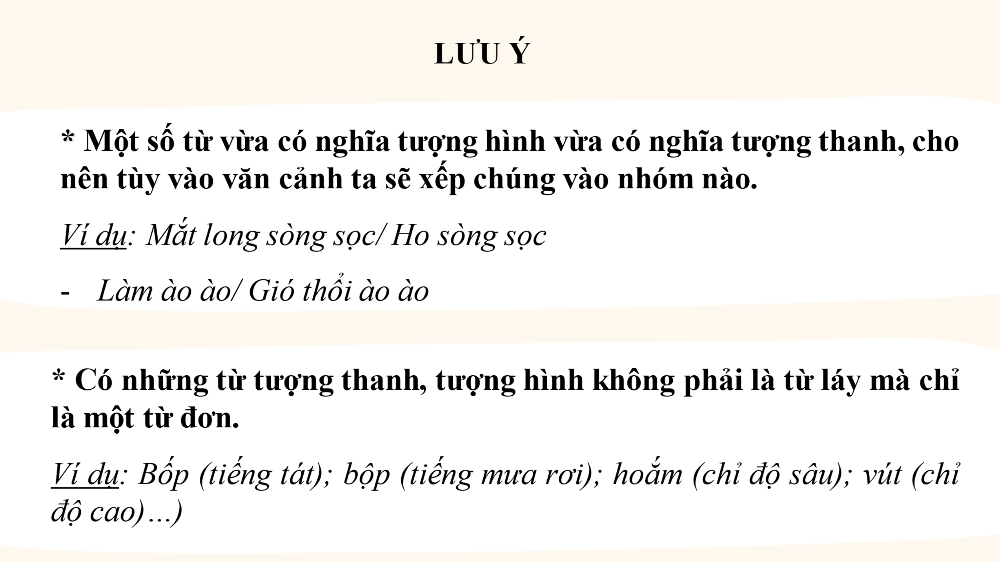 LƯU Ý
* Một số từ vừa có nghĩa tượng hình vừa có nghĩa tượng thanh, cho
nên tùy vào văn cảnh ta sẽ xếp chúng vào nhóm nào.
Ví dụ: Mắt long sòng sọc/ Ho sòng sọc
- Làm ào ào/ Gió thổi ào ào
* Có những từ tượng thanh, tượng hình không phải là từ láy mà chỉ
là một từ đơn.
Ví dụ: Bốp (tiếng tát); bộp (tiếng mưa rơi); hoắm (chỉ độ sâu); vút (chỉ
độ cao)…)